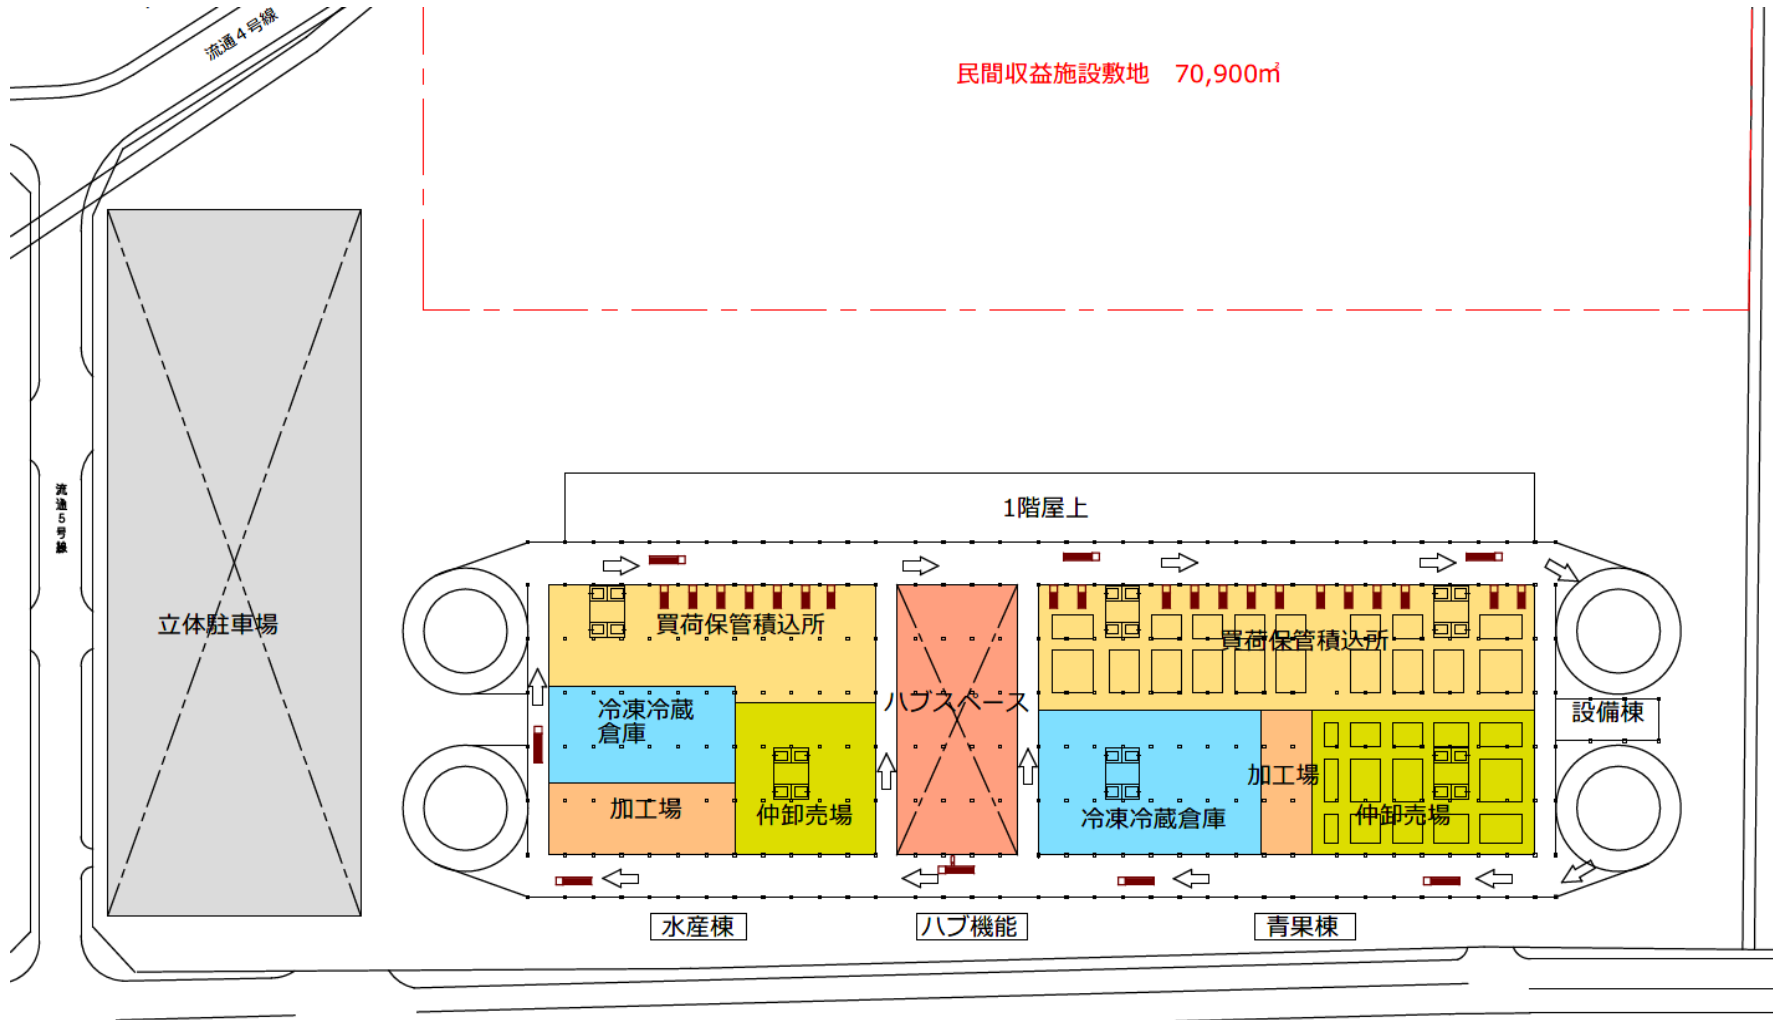 流通４号線
民間収益施設敷地　70,900㎡
流通５号線
1階屋上
立体駐車場
買荷保管積込所
買荷保管積込所
ハブスペース
冷凍冷蔵
倉庫
設備棟
加工場
加工場
仲卸売場
冷凍冷蔵倉庫
仲卸売場
水産棟
ハブ機能
青果棟